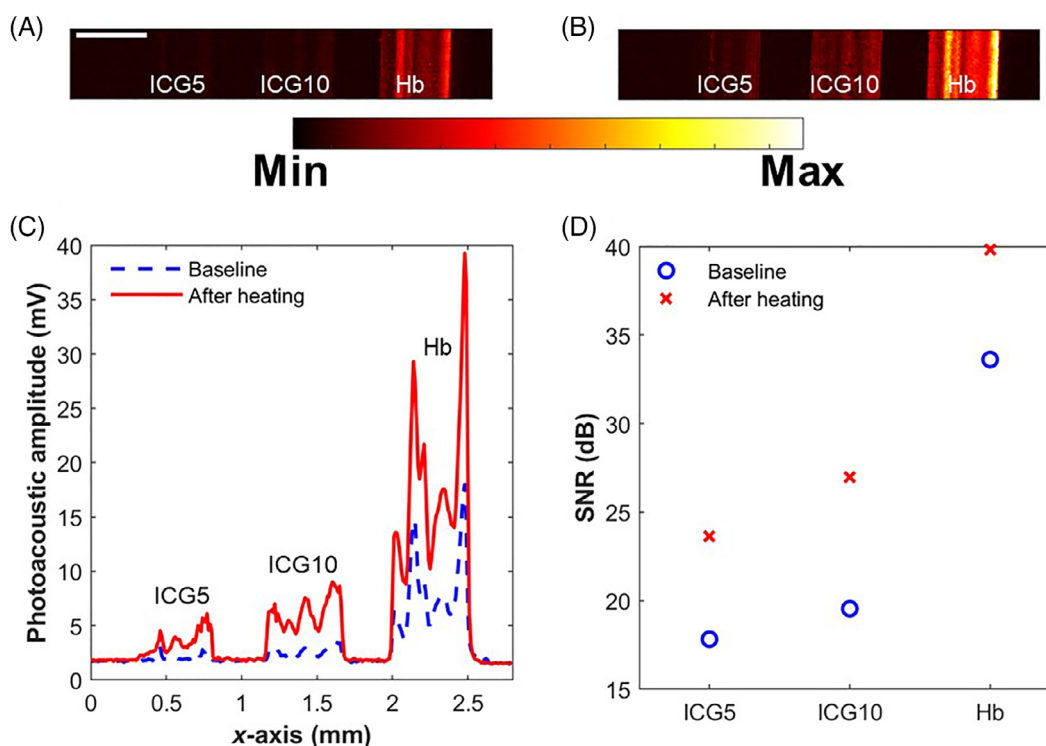 (A)
ICG5 ICG10 Hb
(B)
ICG5 ICG10 Hb
Min Max
(C)
Photoacoustic amplitude (mV)
40
35
30
25
20
15
10
5
0
Baseline
After heating
ICG5
ICG10
Hb
0 0.5 1 1.5 2 2.5
x-axis (mm)
(D)
SNR (dB)
40
35
30
25
20
15
Baseline
After heating
ICG5 ICG10 Hb